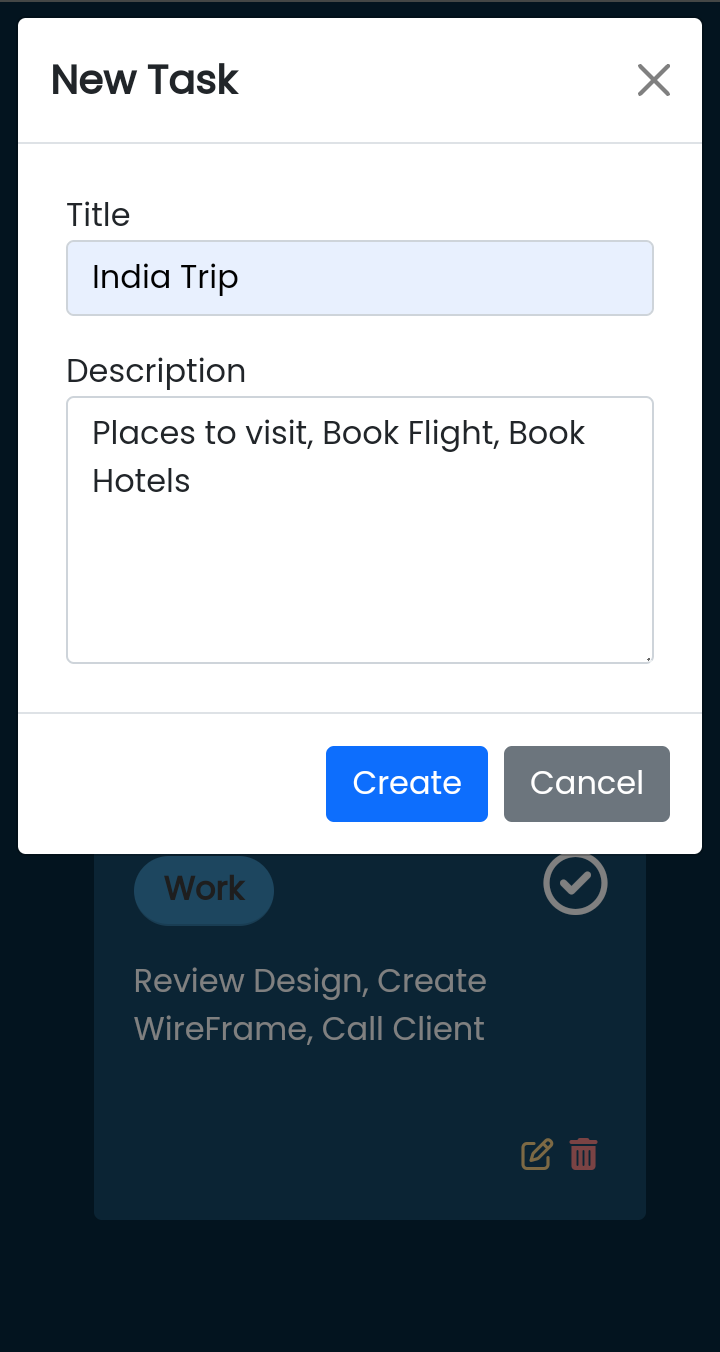 New Task
Title
India Trip
Description
Places to visit, Book Flight, Book
Hotels
Create Cancel
Work
Review Design, Create
WireFrame, Call Client